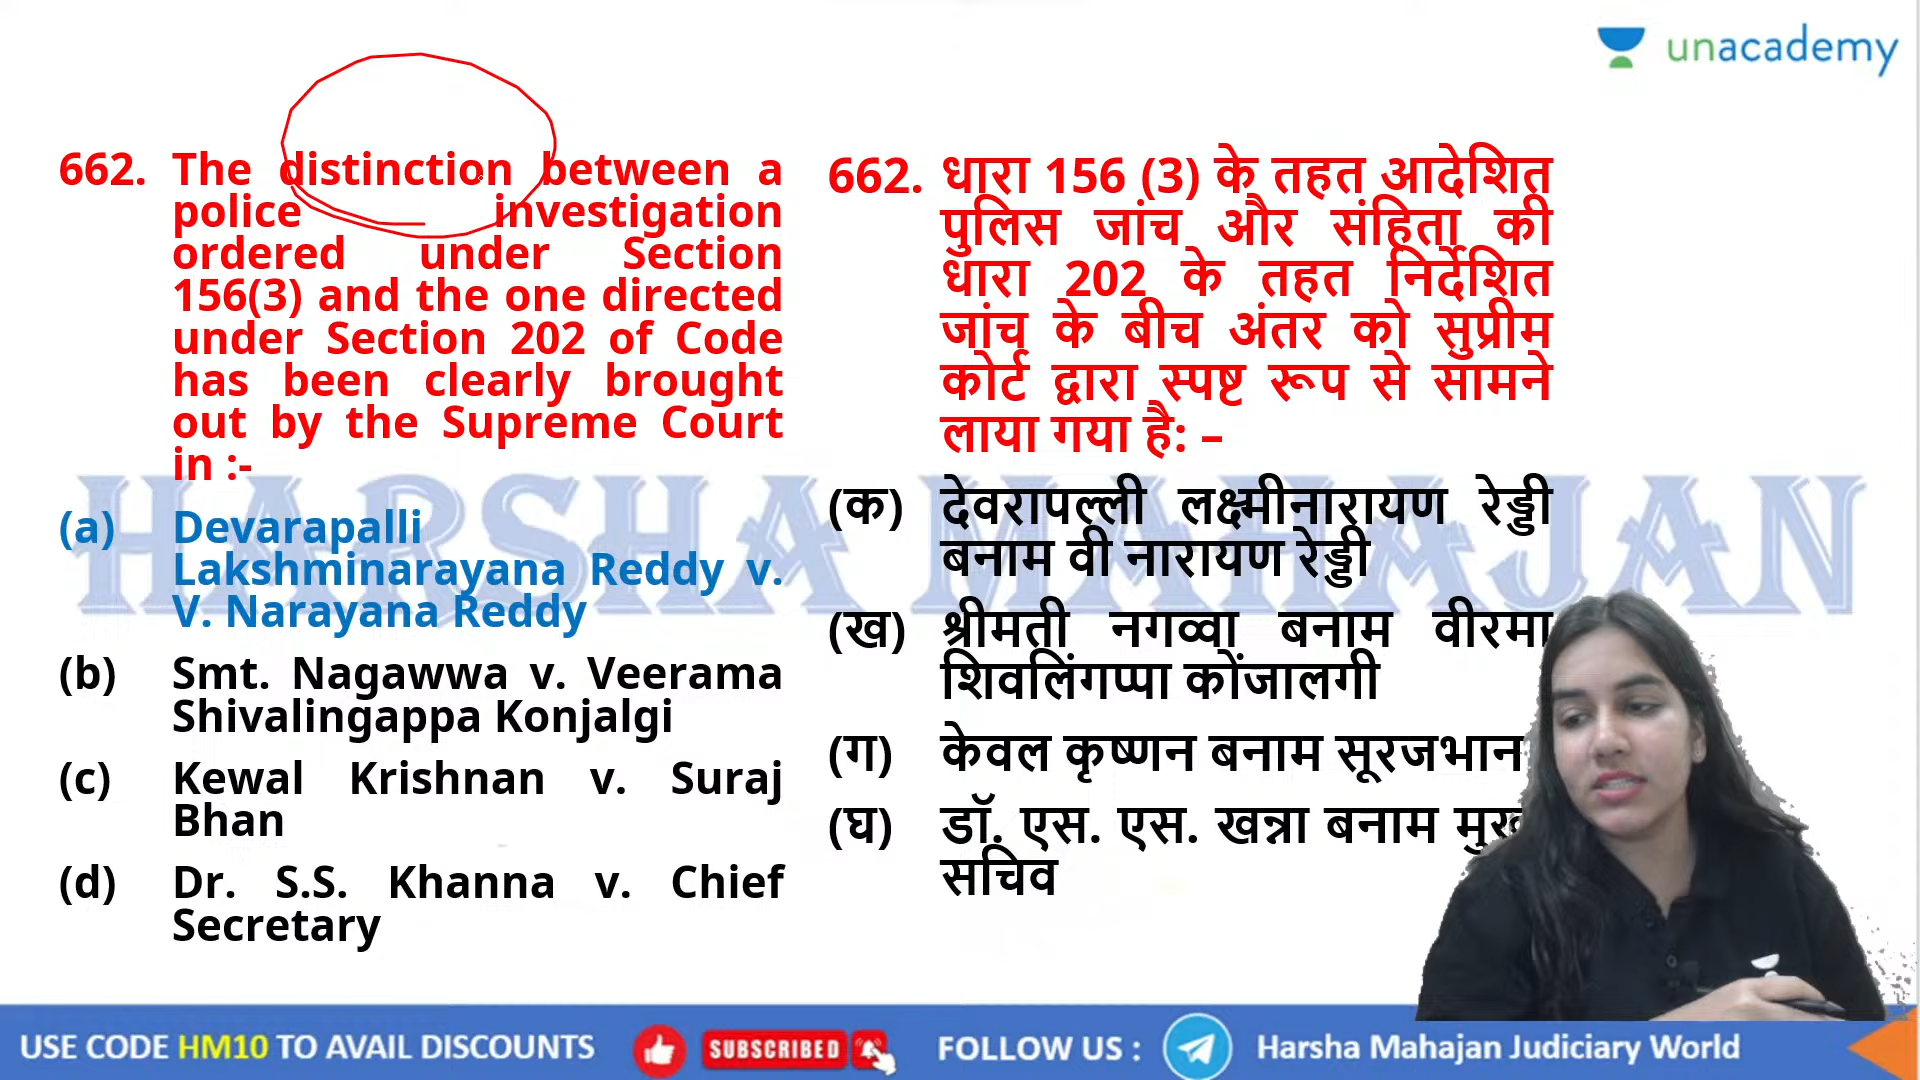 unacademy
662. The distinction between a
police investigation
ordered under Section
156(3) and the one directed
under Section 202 of Code
has been clearly brought
out by the Supreme Court
in :-
(a) Devarapalli
Lakshminarayana Reddy v.
V. Narayana Reddy
(b) Smt. Nagawwa v. Veerama
Shivalingappa Konjalgi
(c) Kewal Krishnan v. Suraj
Bhan
(d) Dr. S.S. Khanna v. Chief
Secretary
662. धारा 156 (3) के तहत आदेशित
पुलिस जांच और संहिता की
धारा 202 के तहत निर्देशित
जांच के बीच अंतर को सुप्रीम
कोर्ट द्वारा स्पष्ट रूप से सामने
लाया गया है: –
(क) देवरापल्ली लक्ष्मीनारायण रेड्डी
बनाम वी नारायण रेड्डी
(ख) श्रीमती नगव्वा बनाम वीरमा
शिवलिंगप्पा कोंजालगी
(ग) केवल कृष्णन बनाम सूरजभान
(घ) डॉ. एस. एस. खन्ना बनाम
सचिव
HARSHA MAHAJAN
USE CODE HM10 TO AVAIL DISCOUNTS
SUBSCRIBED
FOLLOW US :
Harsha Mahajan Judiciary World